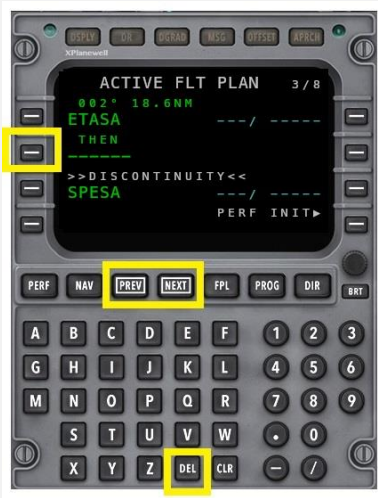 DSPLY DR DGRAD MSG OFFSET APRCH
XPlanewell
ACTIVE FLT PLAN 3/8
002° 18.6NM
ETASA ---/ -----
THEN
------
>>DISCONTINUITY<<
SPESA ---/ -----
PERF INIT▶
PERF NAV PREV NEXT FPL PROG DIR BRT
A B C D E F 1 2 3
G H I J K L 4 5 6
M N O P Q R 7 8 9
S T U V W . 0
X Y Z DEL CLR – /